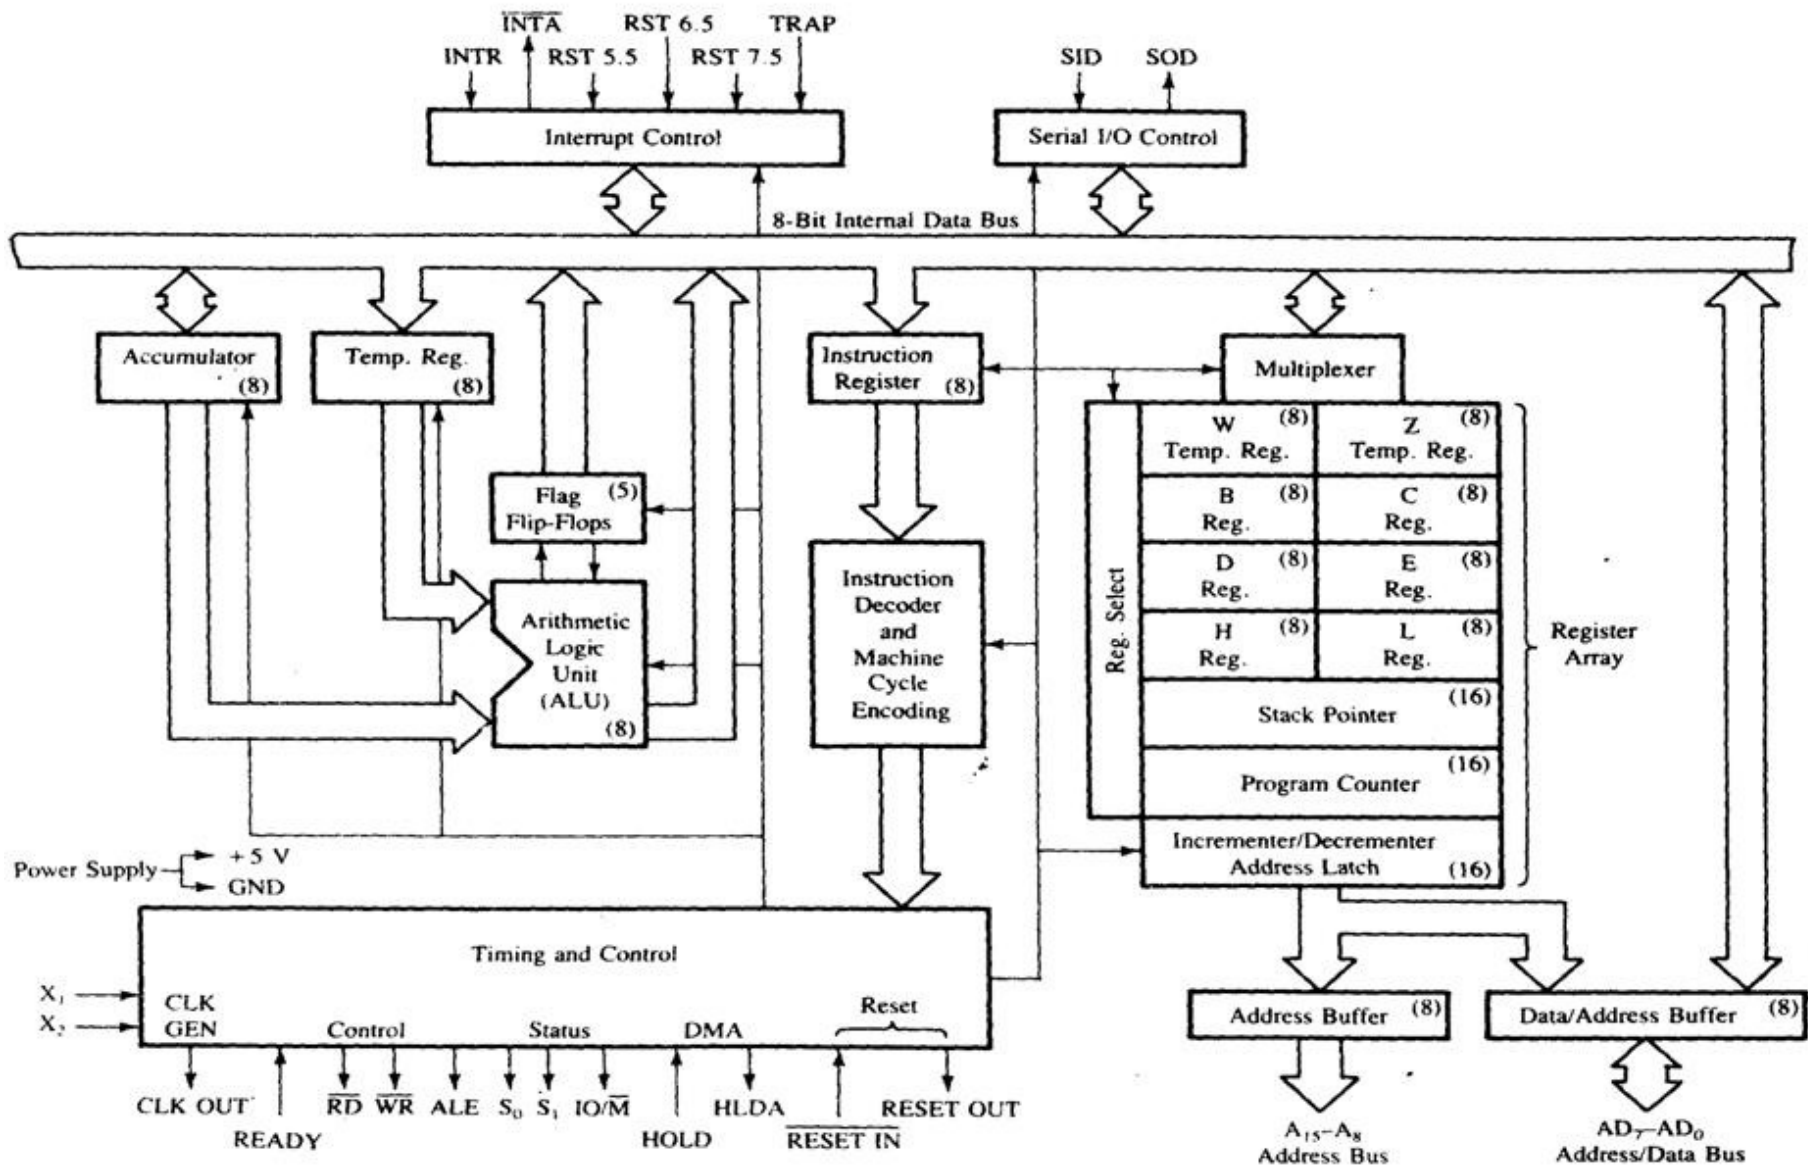 INTA
RST 6.5
TRAP
INTR
RST 5.5
RST 7.5
SID
SOD
Interrupt Control
Serial I/O Control
8-Bit Internal Data Bus
Accumulator
(8)
Temp. Reg.
(8)
Instruction
Register
(8)
Multiplexer
Flag
(5)
Flip-Flops
Arithmetic
Logic
Unit
(ALU)
(8)
Instruction
Decoder
and
Machine
Cycle
Encoding
Reg. Select
W (8)
Temp. Reg.
Z (8)
Temp. Reg.
B (8)
Reg.
C (8)
Reg.
D (8)
Reg.
E (8)
Reg.
H (8)
Reg.
L (8)
Reg.
Stack Pointer
(16)
Program Counter
(16)
Incrementer/Decrementer
Address Latch
(16)
Register
Array
Power Supply
+5 V
GND
Timing and Control
X₁
X₂
CLK
GEN
Control
Status
DMA
Reset
CLK OUT
READY
RD
WR
ALE
S₀
S₁
IO/M
HOLD
HLDA
RESET IN
RESET OUT
Address Buffer
(8)
Data/Address Buffer
(8)
A₁₅–A₈
Address Bus
AD₇–AD₀
Address/Data Bus